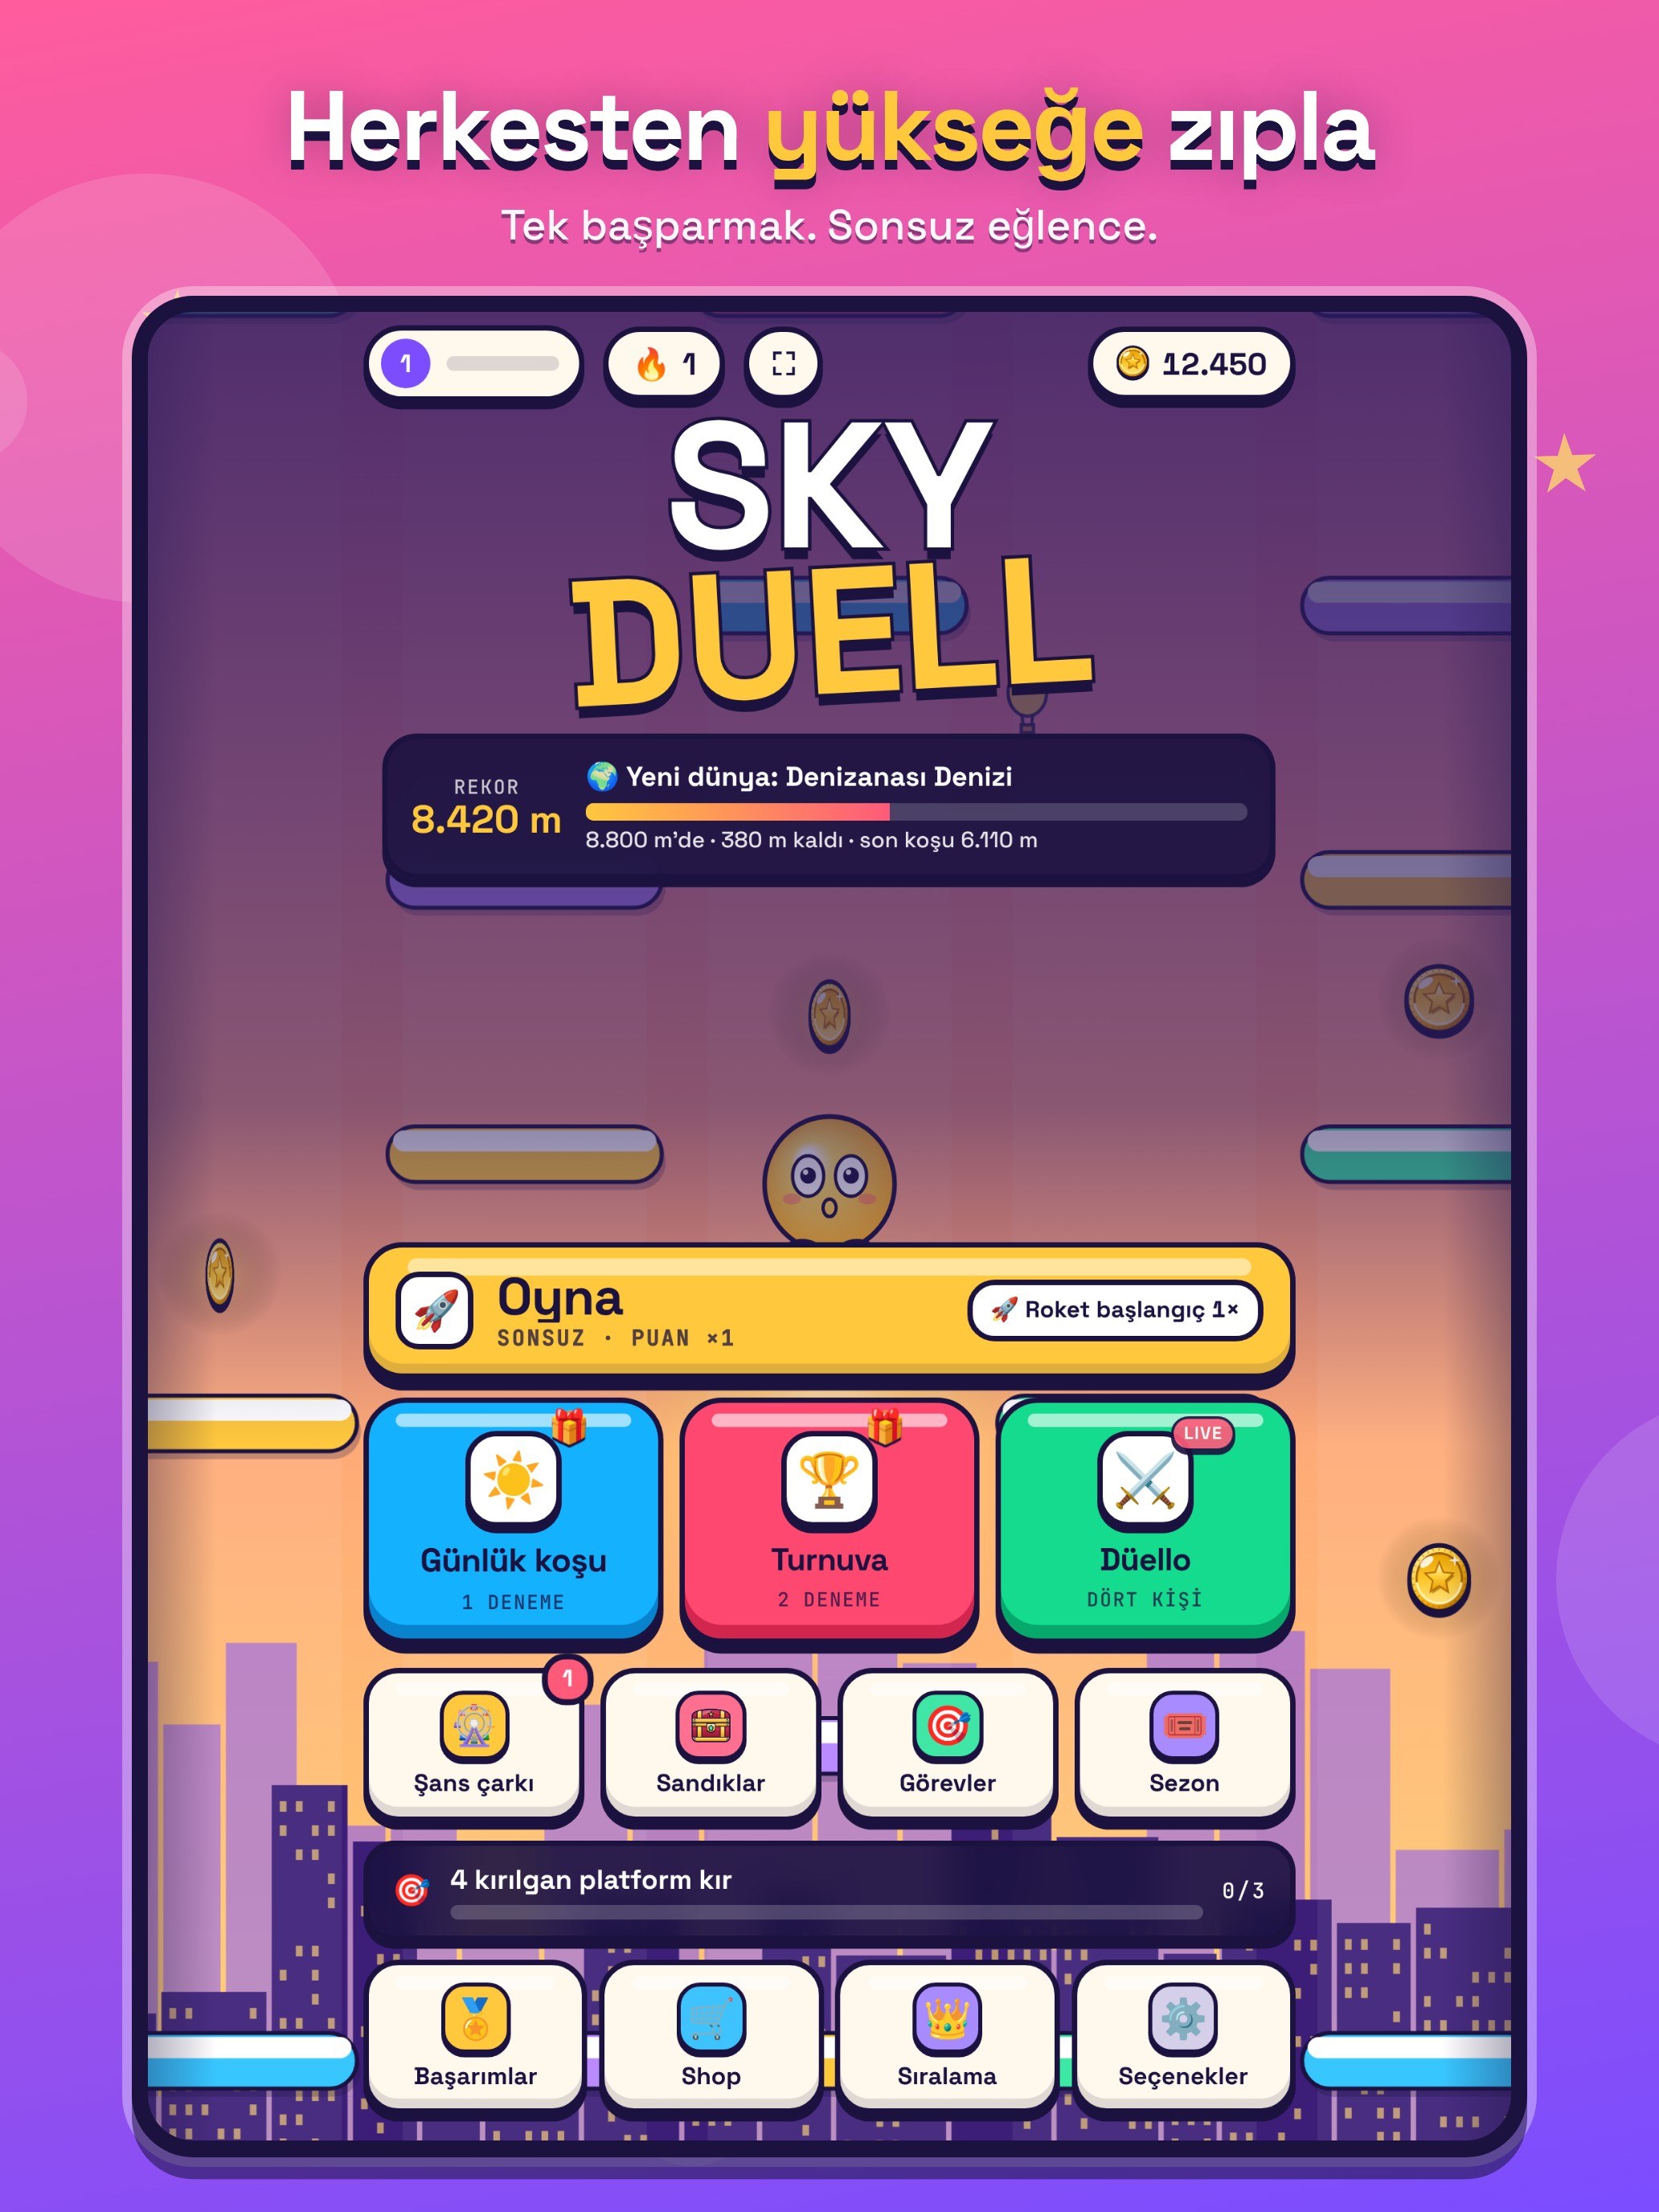 Herkesten yükseğe zıpla
Tek başparmak. Sonsuz eğlence.
1
1
12.450
SKY
DUELL
REKOR
8.420 m
Yeni dünya: Denizanası Denizi
8.800 m'de · 380 m kaldı · son koşu 6.110 m
Oyna
SONSUZ · PUAN ×1
Roket başlangıç 1×
Günlük koşu
1 DENEME
Turnuva
2 DENEME
LIVE
Düello
DÖRT KİŞİ
1
Şans çarkı
Sandıklar
Görevler
Sezon
4 kırılgan platform kır
0/3
Başarımlar
Shop
Sıralama
Seçenekler